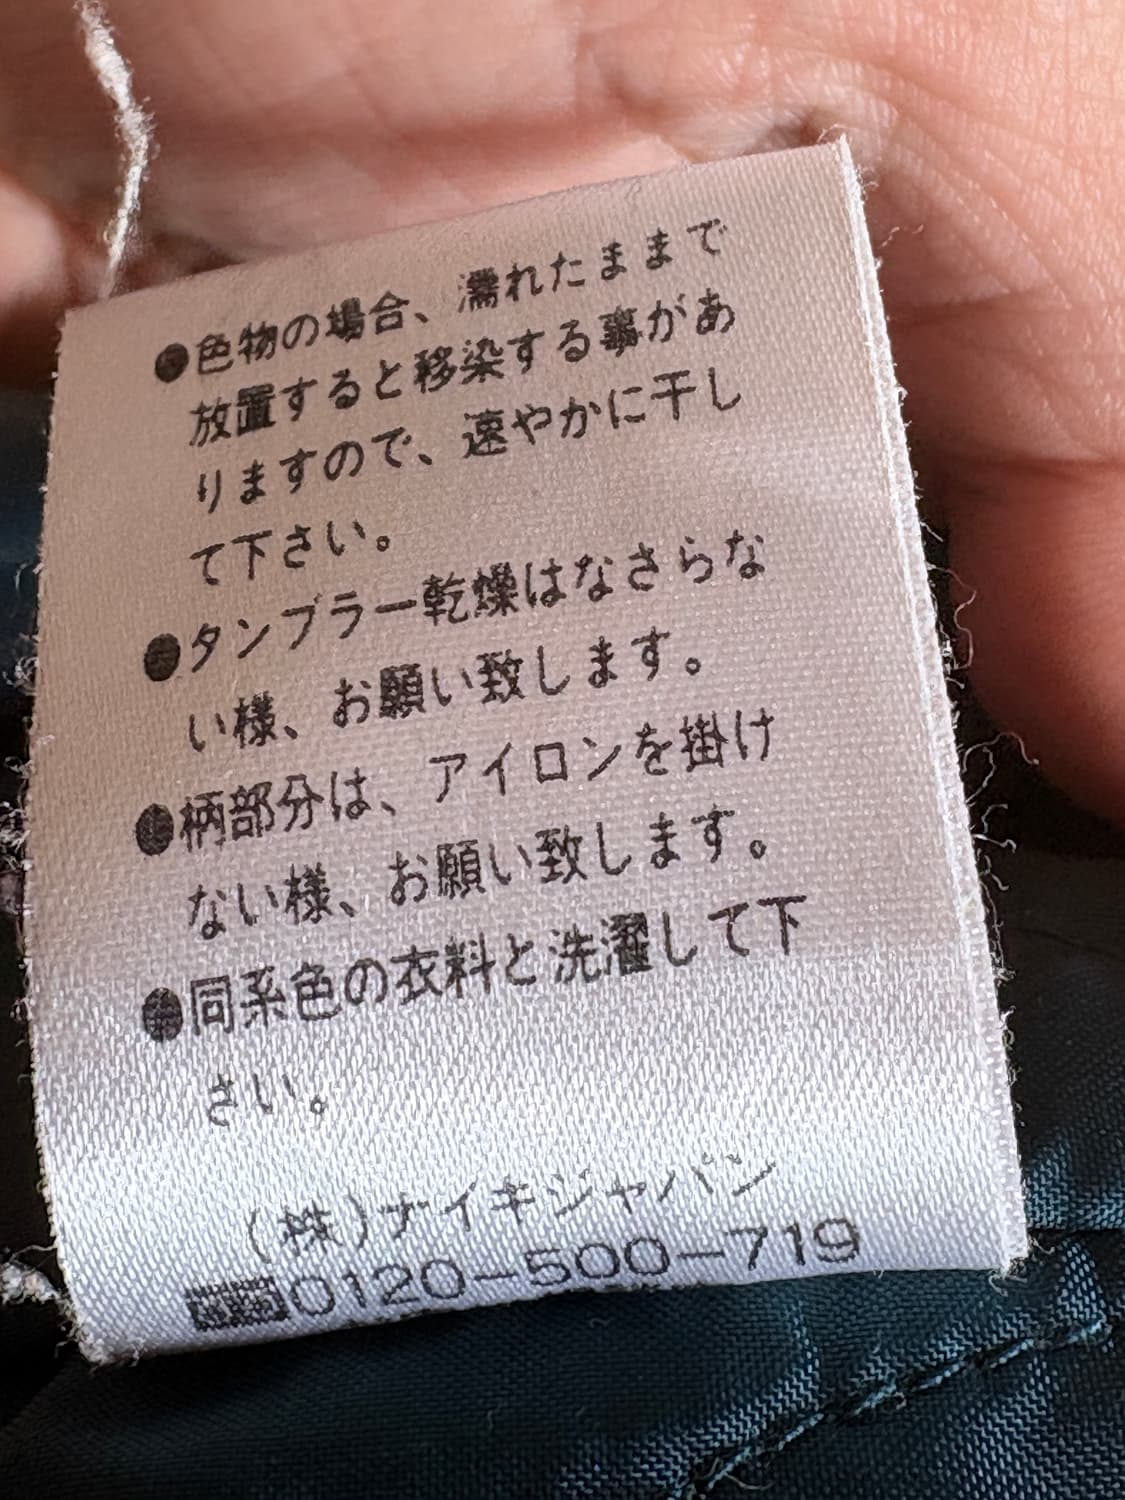 ●色物の場合、濡れたままで
放置すると移染する事があ
りますので、速やかに干し
て下さい。
●タンブラー乾燥はなさらな
い様、お願い致します。
●柄部分は、アイロンを掛け
ない様、お願い致します。
●同系色の衣料と洗濯して下
さい。
(株)ナイキジャパン
0120-500-719